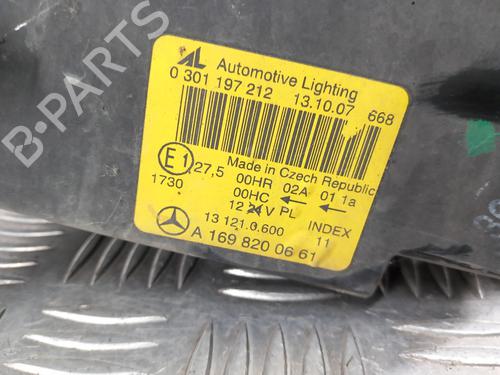 B-PARTS
AL Automotive Lighting
0 301 197 212 13.10.07 668
Made in Czech Republic
E1 27,5 00HR 02A 01 1a
1730 00HC ← ←
12 V PL INDEX
13 121.0.600 11
A 169 820 06 61